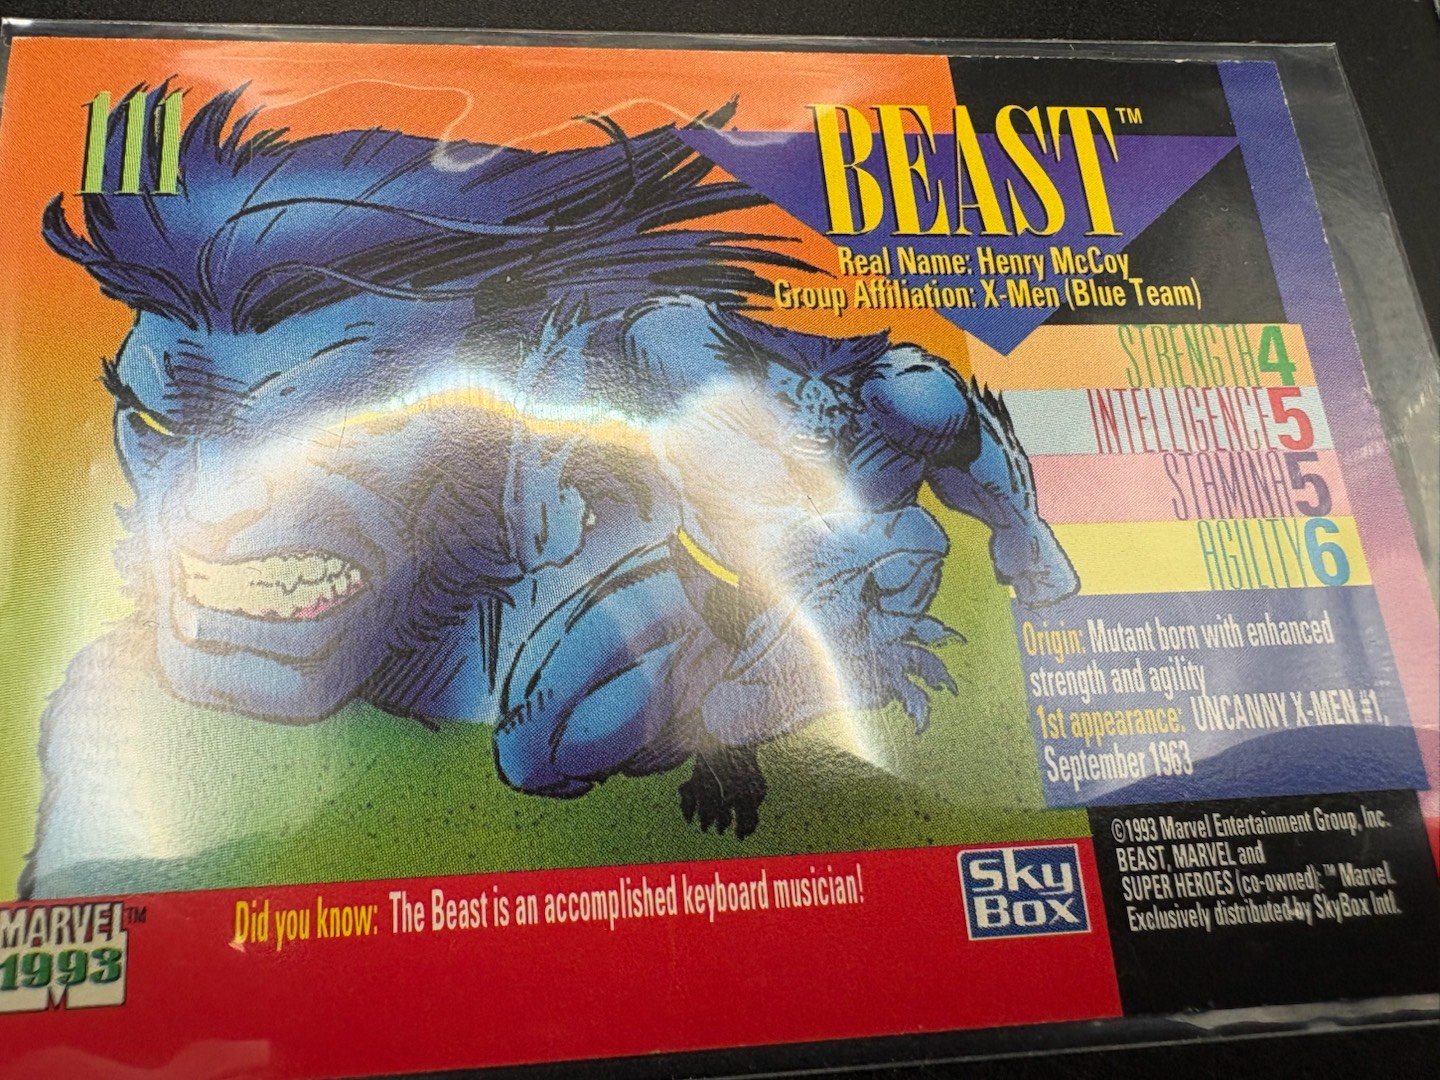 111
BEAST™
Real Name: Henry McCoy
Group Affiliation: X-Men (Blue Team)
STRENGTH 4
INTELLIGENCE 5
STAMINA 5
AGILITY 6
Origin: Mutant born with enhanced
strength and agility
1st appearance: UNCANNY X-MEN #1,
September 1963
©1993 Marvel Entertainment Group, Inc.
BEAST, MARVEL and
SUPER HEROES (co-owned): ™ Marvel.
Exclusively distributed by SkyBox Intl.
Sky
Box
Did you know: The Beast is an accomplished keyboard musician!
MARVEL™
1993